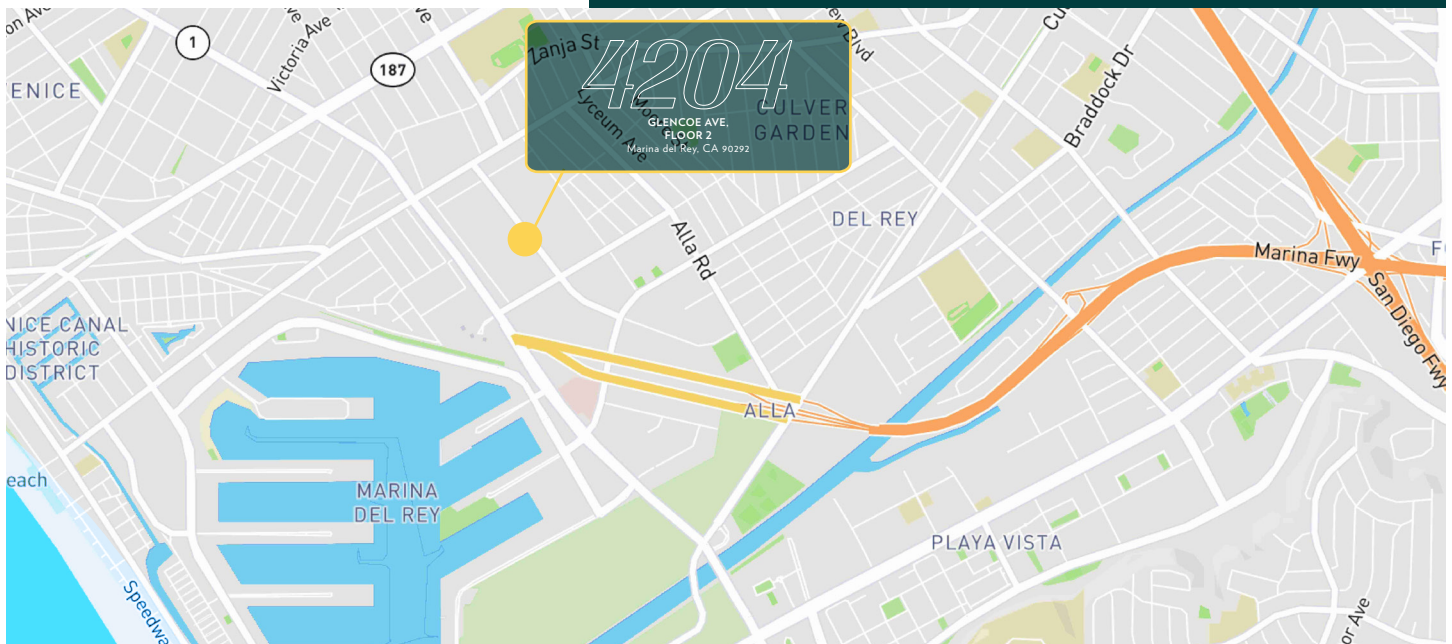 1
187
Victoria Ave
ENICE
Zanja St
4204
GLENCOE AVE,
FLOOR 2
Marina del Rey, CA 90292
Lyceum Ave
CULVER
GARDEN
Braddock Dr
DEL REY
Alla Rd
Marina Fwy
San Diego Fwy
NICE CANAL
HISTORIC
DISTRICT
ALLA
MARINA
DEL REY
each
PLAYA VISTA
Speedwa
or Ave